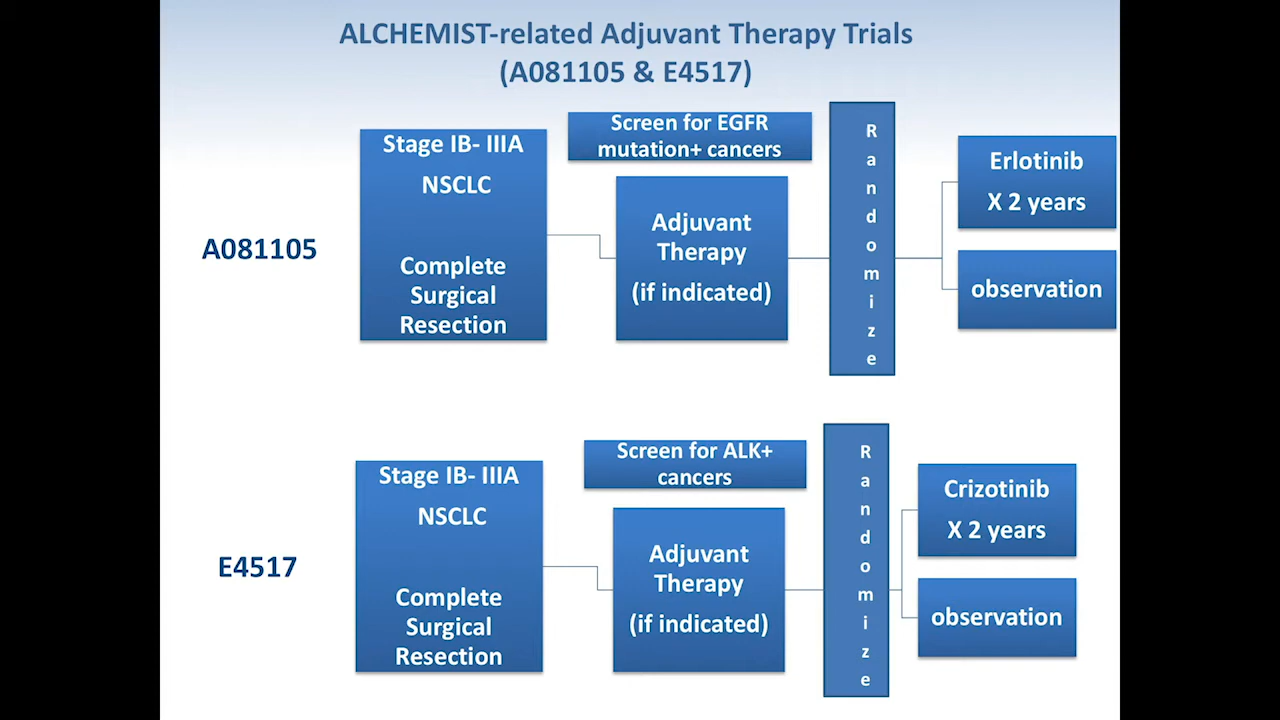 ALCHEMIST-related Adjuvant Therapy Trials
(A081105 & E4517)
A081105
Stage IB- IIIA
NSCLC
Complete
Surgical
Resection
Screen for EGFR
mutation+ cancers
Adjuvant
Therapy
(if indicated)
Randomize
Erlotinib
X 2 years
observation
E4517
Stage IB- IIIA
NSCLC
Complete
Surgical
Resection
Screen for ALK+
cancers
Adjuvant
Therapy
(if indicated)
Randomize
Crizotinib
X 2 years
observation